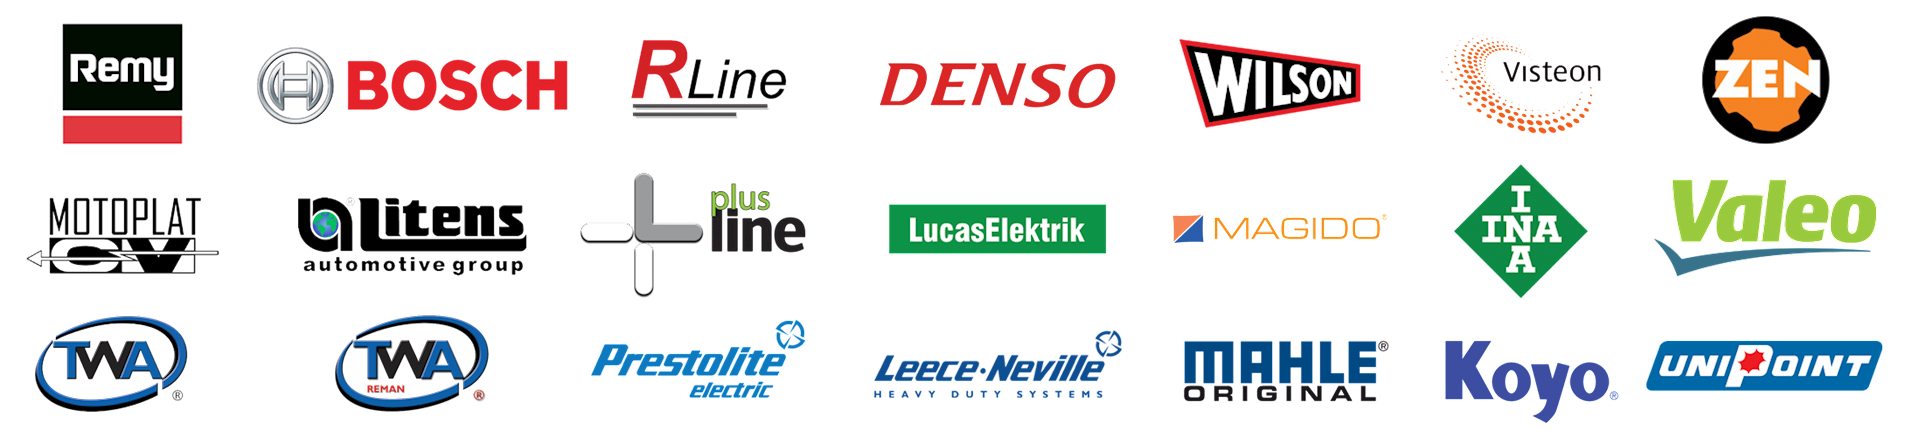 Remy
BOSCH
RLine
DENSO
WILSON
Visteon
ZEN
MOTOPLAT
CV
Litens
automotive group
plus
line
LucasElektrik
MAGIDO®
INA
INA
Valeo
TWA®
TWA
REMAN®
Prestolite
electric
Leece·Neville
HEAVY DUTY SYSTEMS
MAHLE®
ORIGINAL
Koyo®
UNIPOINT